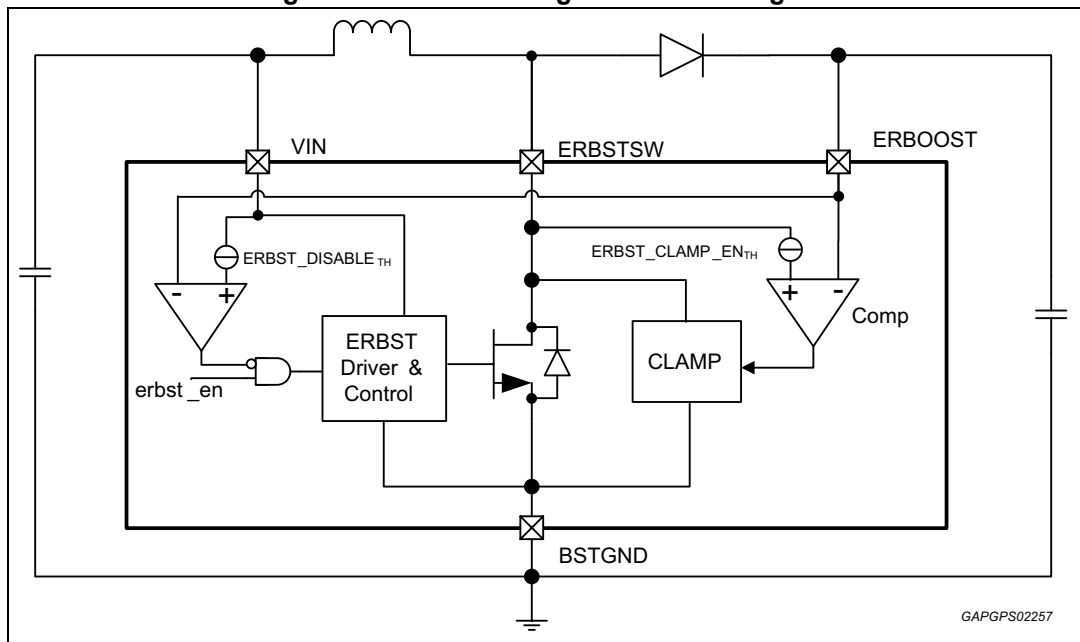 VIN
ERBSTSW
ERBOOST
ERBST_DISABLE TH
ERBST_CLAMP_ENTH
- +
+ -
Comp
ERBST
Driver &
Control
CLAMP
erbst _en
BSTGND
GAPGPS02257